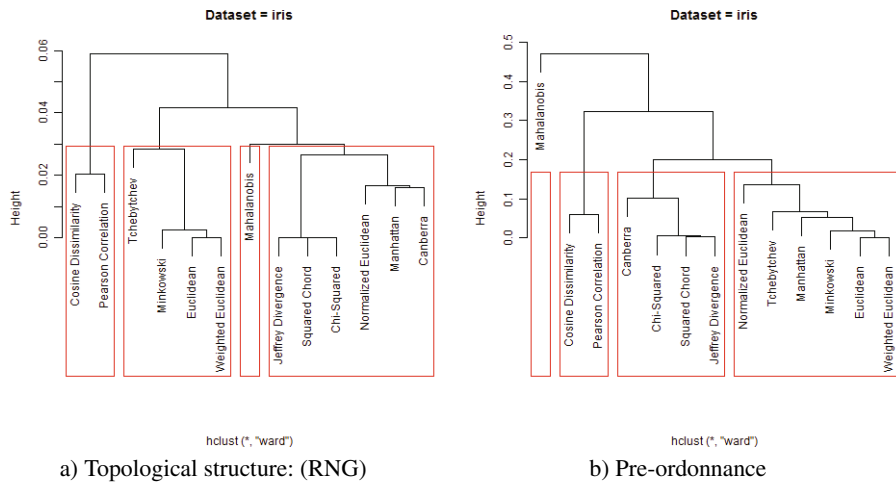 Dataset = iris
0.06
0.04
0.02
0.00
Height
Cosine Dissimilarity
Pearson Correlation
Tchebytchev
Minkowski
Euclidean
Weighted Euclidean
Mahalanobis
Jeffrey Divergence
Squared Chord
Chi-Squared
Normalized Euclidean
Manhattan
Canberra
hclust (*, "ward")
a) Topological structure: (RNG)
Dataset = iris
0.5
0.4
0.3
0.2
0.1
0.0
Height
Mahalanobis
Cosine Dissimilarity
Pearson Correlation
Canberra
Chi-Squared
Squared Chord
Jeffrey Divergence
Normalized Euclidean
Tchebytchev
Manhattan
Minkowski
Euclidean
Weighted Euclidean
hclust (*, "ward")
b) Pre-ordonnance